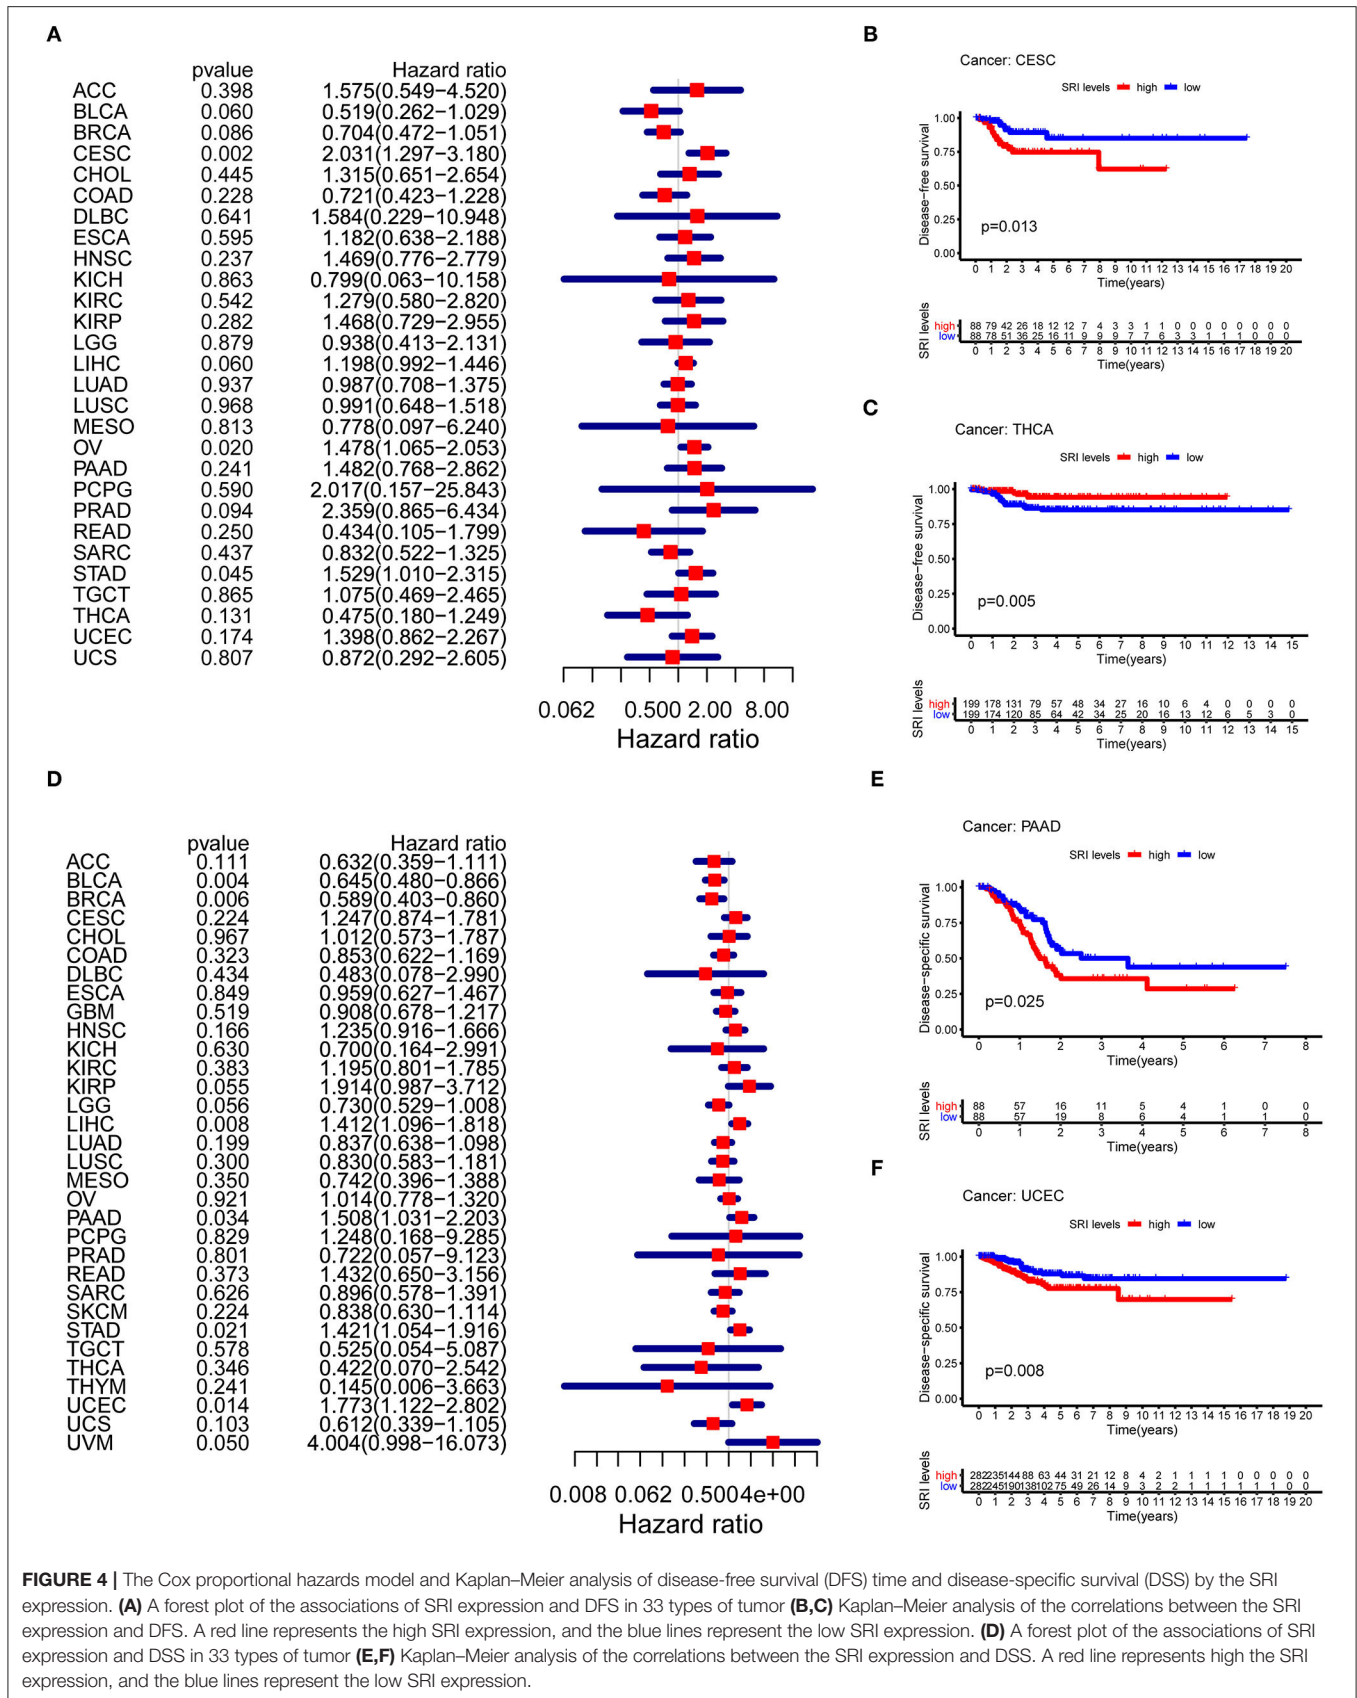 A
pvalue Hazard ratio
ACC 0.398 1.575(0.549−4.520)
BLCA 0.060 0.519(0.262−1.029)
BRCA 0.086 0.704(0.472−1.051)
CESC 0.002 2.031(1.297−3.180)
CHOL 0.445 1.315(0.651−2.654)
COAD 0.228 0.721(0.423−1.228)
DLBC 0.641 1.584(0.229−10.948)
ESCA 0.595 1.182(0.638−2.188)
HNSC 0.237 1.469(0.776−2.779)
KICH 0.863 0.799(0.063−10.158)
KIRC 0.542 1.279(0.580−2.820)
KIRP 0.282 1.468(0.729−2.955)
LGG 0.879 0.938(0.413−2.131)
LIHC 0.060 1.198(0.992−1.446)
LUAD 0.937 0.987(0.708−1.375)
LUSC 0.968 0.991(0.648−1.518)
MESO 0.813 0.778(0.097−6.240)
OV 0.020 1.478(1.065−2.053)
PAAD 0.241 1.482(0.768−2.862)
PCPG 0.590 2.017(0.157−25.843)
PRAD 0.094 2.359(0.865−6.434)
READ 0.250 0.434(0.105−1.799)
SARC 0.437 0.832(0.522−1.325)
STAD 0.045 1.529(1.010−2.315)
TGCT 0.865 1.075(0.469−2.465)
THCA 0.131 0.475(0.180−1.249)
UCEC 0.174 1.398(0.862−2.267)
UCS 0.807 0.872(0.292−2.605)
0.062 0.500 2.00 8.00
Hazard ratio
B
Cancer: CESC
SRI levels high low
Disease−free survival
1.00
0.75
0.50
0.25
0.00
p=0.013
0 1 2 3 4 5 6 7 8 9 10 11 12 13 14 15 16 17 18 19 20
Time(years)
SRI levels
high 88 79 42 26 18 12 12 7 4 3 3 1 1 0 0 0 0 0 0 0 0
low 88 78 51 36 25 16 11 9 9 9 7 7 6 3 3 1 1 1 0 0 0
0 1 2 3 4 5 6 7 8 9 10 11 12 13 14 15 16 17 18 19 20
Time(years)
C
Cancer: THCA
SRI levels high low
Disease−free survival
1.00
0.75
0.50
0.25
0.00
p=0.005
0 1 2 3 4 5 6 7 8 9 10 11 12 13 14 15
Time(years)
SRI levels
high 199 178 131 79 57 48 34 27 16 10 6 4 0 0 0 0
low 199 174 120 85 64 42 34 25 20 16 13 12 6 5 3 0
0 1 2 3 4 5 6 7 8 9 10 11 12 13 14 15
Time(years)
D
pvalue Hazard ratio
ACC 0.111 0.632(0.359−1.111)
BLCA 0.004 0.645(0.480−0.866)
BRCA 0.006 0.589(0.403−0.860)
CESC 0.224 1.247(0.874−1.781)
CHOL 0.967 1.012(0.573−1.787)
COAD 0.323 0.853(0.622−1.169)
DLBC 0.434 0.483(0.078−2.990)
ESCA 0.849 0.959(0.627−1.467)
GBM 0.519 0.908(0.678−1.217)
HNSC 0.166 1.235(0.916−1.666)
KICH 0.630 0.700(0.164−2.991)
KIRC 0.383 1.195(0.801−1.785)
KIRP 0.055 1.914(0.987−3.712)
LGG 0.056 0.730(0.529−1.008)
LIHC 0.008 1.412(1.096−1.818)
LUAD 0.199 0.837(0.638−1.098)
LUSC 0.300 0.830(0.583−1.181)
MESO 0.350 0.742(0.396−1.388)
OV 0.921 1.014(0.778−1.320)
PAAD 0.034 1.508(1.031−2.203)
PCPG 0.829 1.248(0.168−9.285)
PRAD 0.801 0.722(0.057−9.123)
READ 0.373 1.432(0.650−3.156)
SARC 0.626 0.896(0.578−1.391)
SKCM 0.224 0.838(0.630−1.114)
STAD 0.021 1.421(1.054−1.916)
TGCT 0.578 0.525(0.054−5.087)
THCA 0.346 0.422(0.070−2.542)
THYM 0.241 0.145(0.006−3.663)
UCEC 0.014 1.773(1.122−2.802)
UCS 0.103 0.612(0.339−1.105)
UVM 0.050 4.004(0.998−16.073)
0.008 0.062 0.5004e+00
Hazard ratio
E
Cancer: PAAD
SRI levels high low
Disease−specific survival
1.00
0.75
0.50
0.25
0.00
p=0.025
0 1 2 3 4 5 6 7 8
Time(years)
SRI levels
high 88 57 16 11 5 4 1 0 0
low 88 57 19 8 6 4 1 1 0
0 1 2 3 4 5 6 7 8
Time(years)
F
Cancer: UCEC
SRI levels high low
Disease−specific survival
1.00
0.75
0.50
0.25
0.00
p=0.008
0 1 2 3 4 5 6 7 8 9 10 11 12 13 14 15 16 17 18 19 20
Time(years)
SRI levels
high 282235144 88 63 44 31 21 12 8 4 2 1 1 1 1 0 0 0 0 0
low 282245190138102 75 49 26 14 9 3 2 2 1 1 1 1 1 1 0 0
0 1 2 3 4 5 6 7 8 9 10 11 12 13 14 15 16 17 18 19 20
Time(years)
FIGURE 4 | The Cox proportional hazards model and Kaplan–Meier analysis of disease-free survival (DFS) time and disease-specific survival (DSS) by the SRI
expression. (A) A forest plot of the associations of SRI expression and DFS in 33 types of tumor (B,C) Kaplan–Meier analysis of the correlations between the SRI
expression and DFS. A red line represents the high SRI expression, and the blue lines represent the low SRI expression. (D) A forest plot of the associations of SRI
expression and DSS in 33 types of tumor (E,F) Kaplan–Meier analysis of the correlations between the SRI expression and DSS. A red line represents high the SRI
expression, and the blue lines represent the low SRI expression.